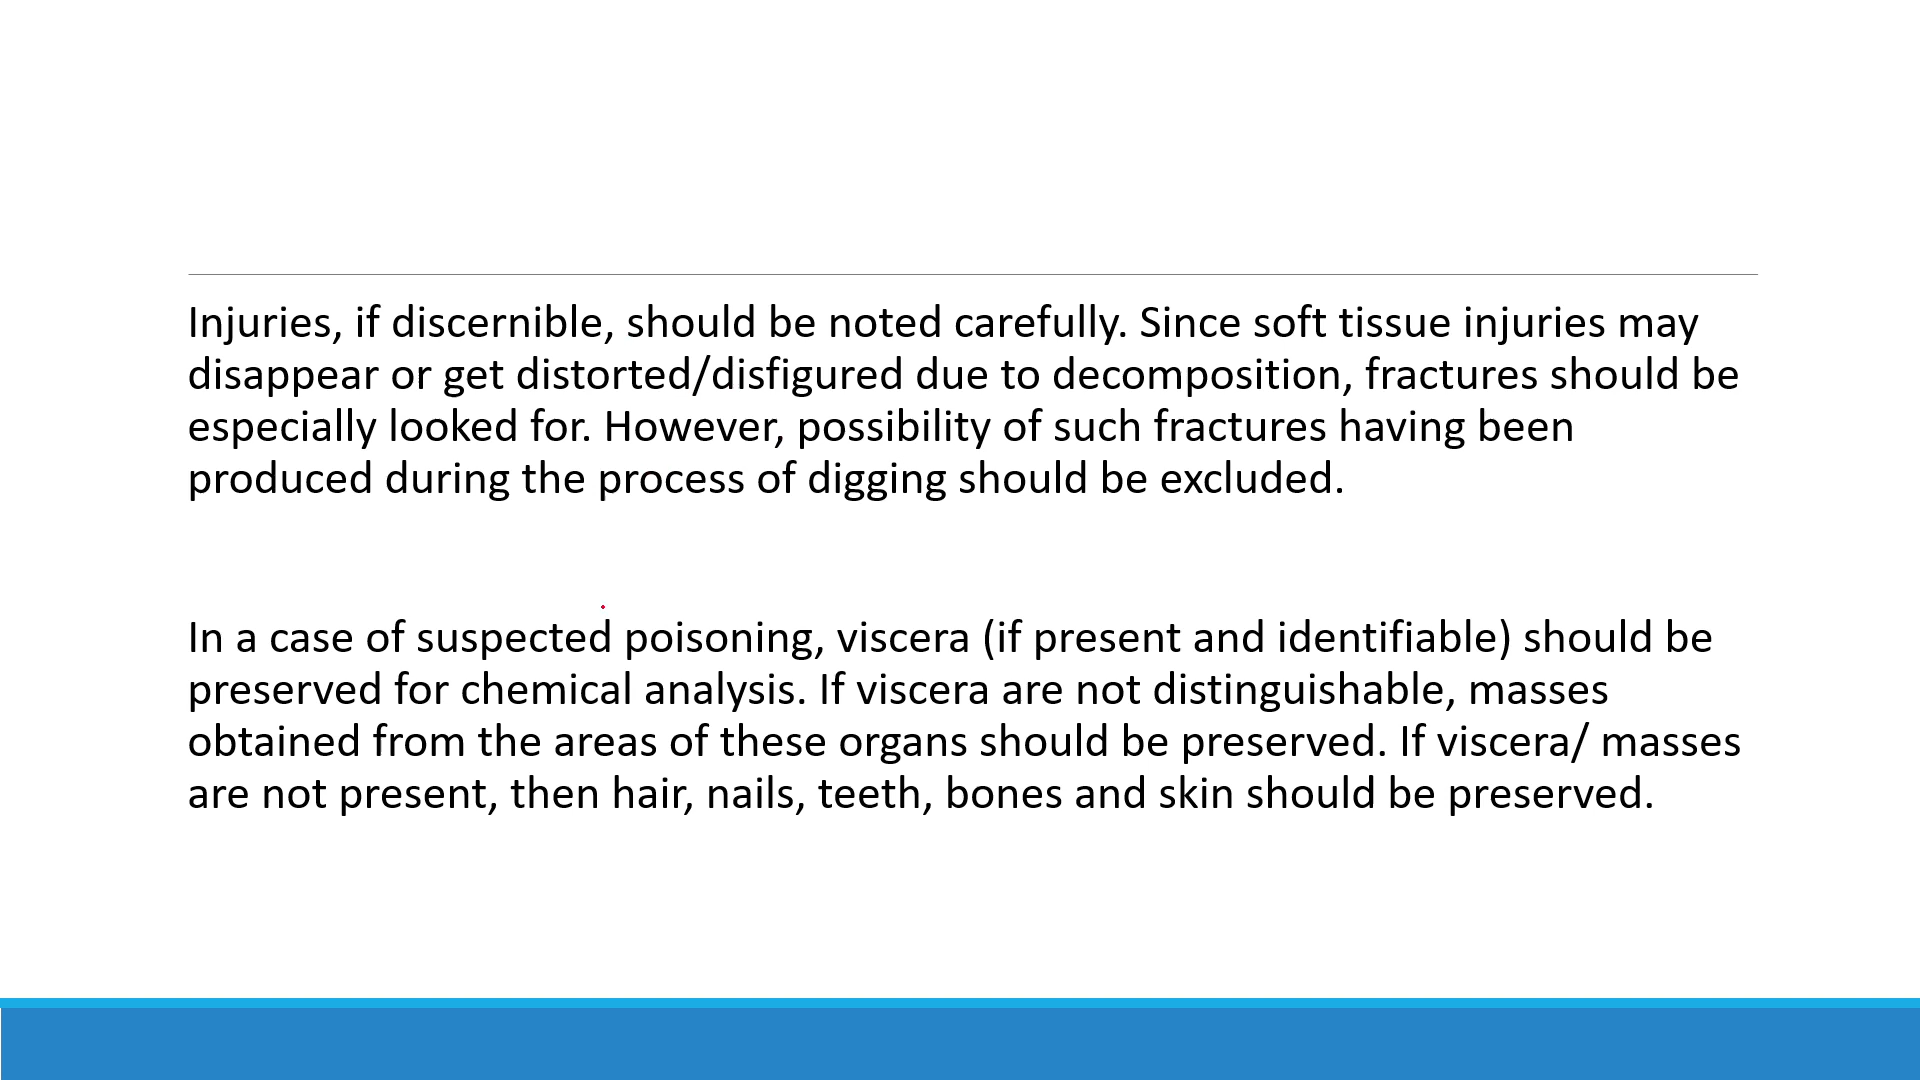 Injuries, if discernible, should be noted carefully. Since soft tissue injuries may
disappear or get distorted/disfigured due to decomposition, fractures should be
especially looked for. However, possibility of such fractures having been
produced during the process of digging should be excluded.
In a case of suspected poisoning, viscera (if present and identifiable) should be
preserved for chemical analysis. If viscera are not distinguishable, masses
obtained from the areas of these organs should be preserved. If viscera/ masses
are not present, then hair, nails, teeth, bones and skin should be preserved.